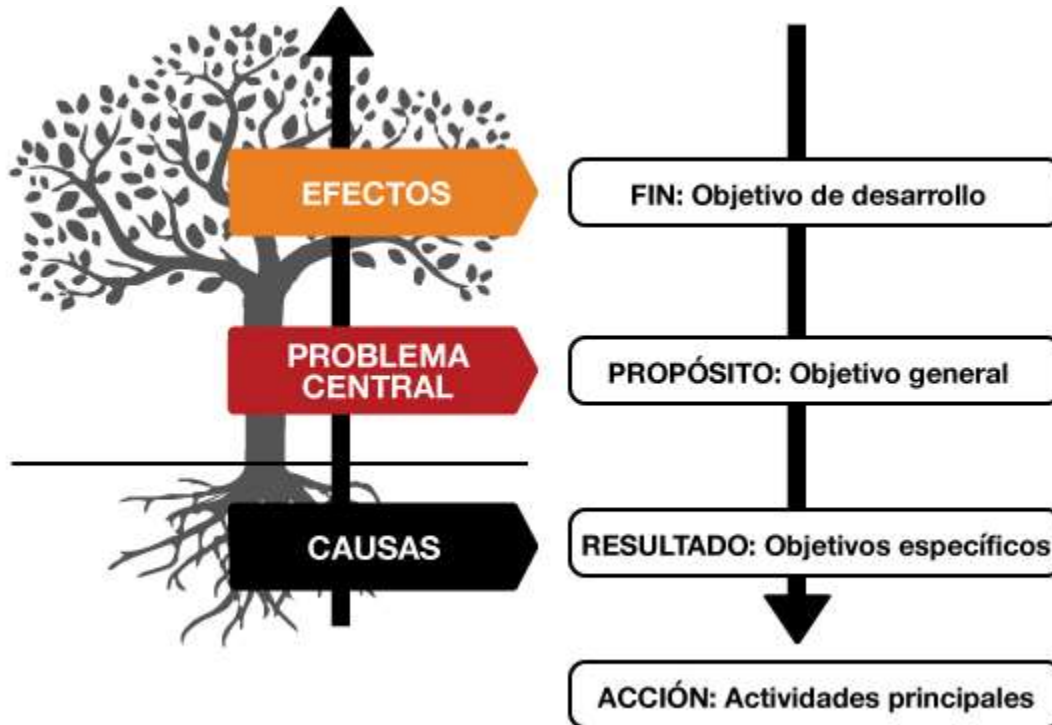 EFECTOS
FIN: Objetivo de desarrollo
PROBLEMA
CENTRAL
PROPÓSITO: Objetivo general
CAUSAS
RESULTADO: Objetivos específicos
ACCIÓN: Actividades principales